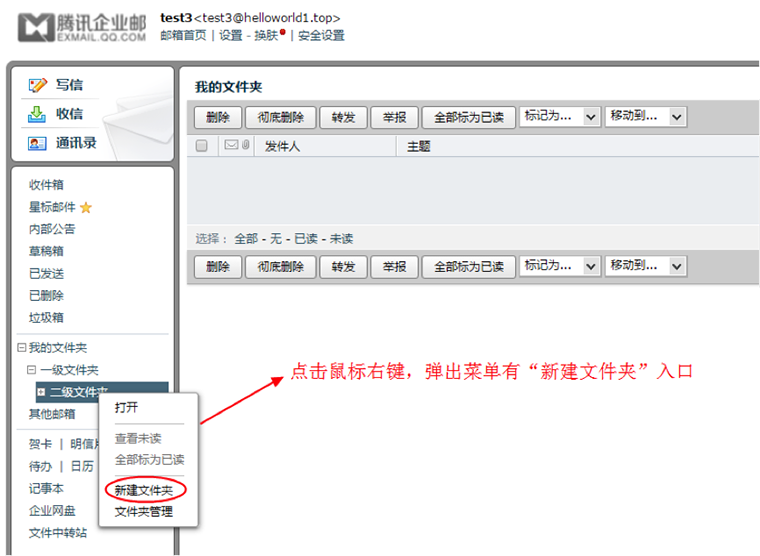 腾讯企业邮
EXMAIL.QQ.COM
test3<test3@helloworld1.top>
邮箱首页 | 设置 - 换肤 | 安全设置
写信
收信
通讯录
收件箱
星标邮件
内部公告
草稿箱
已发送
已删除
垃圾箱
我的文件夹
一级文件夹
二级文件夹
其他邮箱
贺卡 | 明信片
待办 | 日历
记事本
企业网盘
文件中转站
打开
查看未读
全部标为已读
新建文件夹
文件夹管理
我的文件夹
删除 彻底删除 转发 举报 全部标为已读 标记为... 移动到...
发件人 主题
选择： 全部 - 无 - 已读 - 未读
删除 彻底删除 转发 举报 全部标为已读 标记为... 移动到...
点击鼠标右键，弹出菜单有“新建文件夹”入口